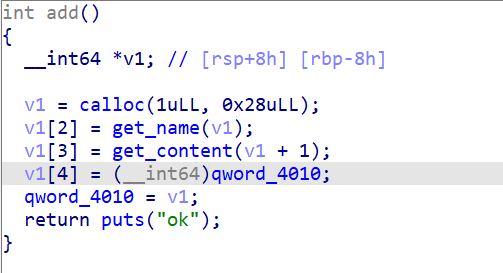 int add()
{
  __int64 *v1; // [rsp+8h] [rbp-8h]

  v1 = calloc(1uLL, 0x28uLL);
  v1[2] = get_name(v1);
  v1[3] = get_content(v1 + 1);
  v1[4] = (__int64)qword_4010;
  qword_4010 = v1;
  return puts("ok");
}